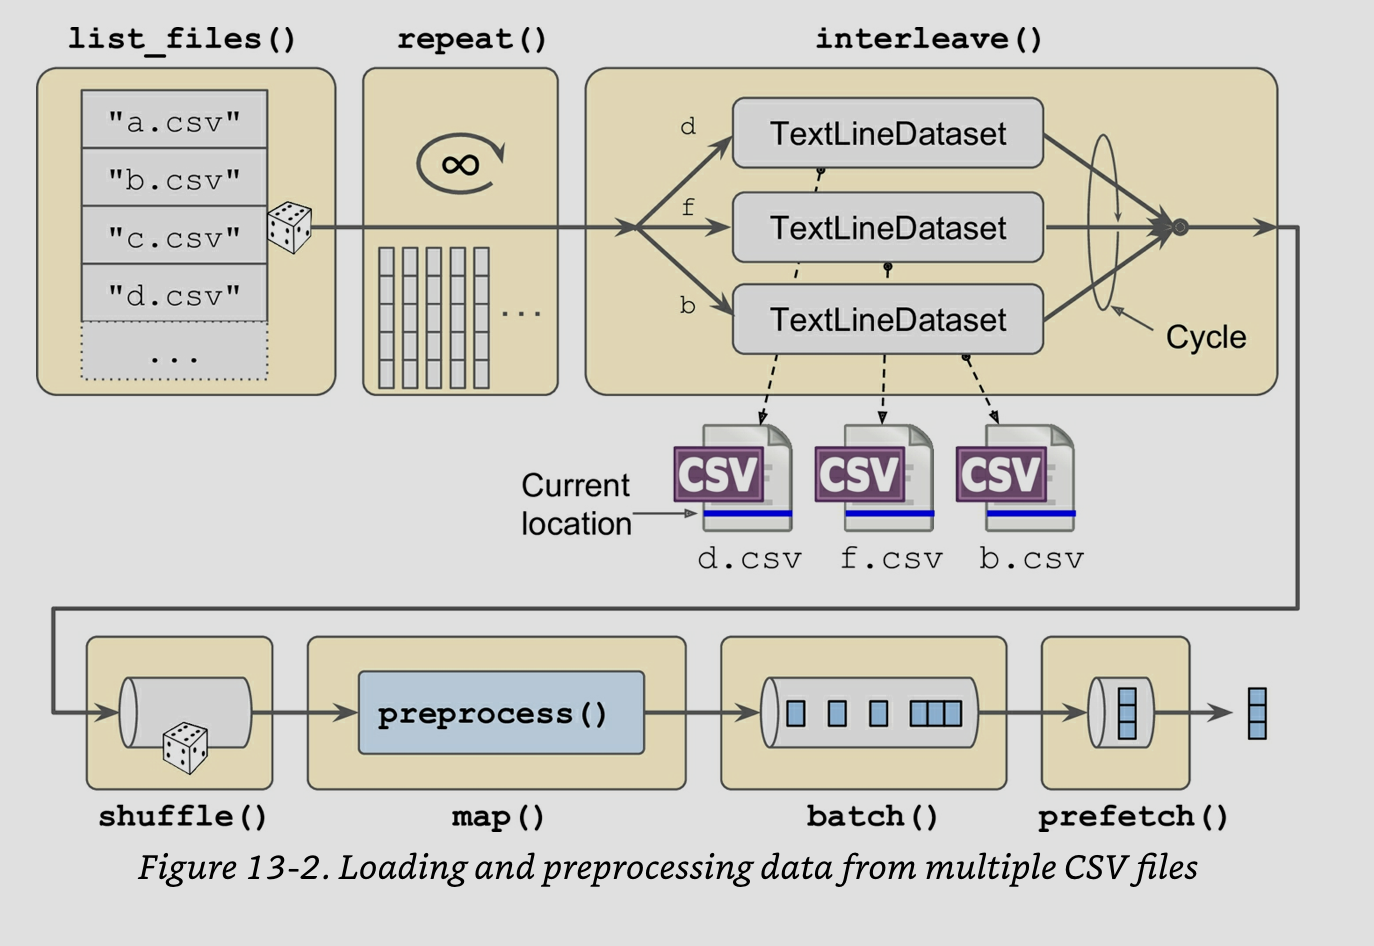 list_files()
repeat()
interleave()
"a.csv"
"b.csv"
"c.csv"
"d.csv"
...
∞
...
d
f
b
TextLineDataset
TextLineDataset
TextLineDataset
Cycle
Current
location
CSV
CSV
CSV
d.csv
f.csv
b.csv
preprocess()
shuffle()
map()
batch()
prefetch()
Figure 13-2. Loading and preprocessing data from multiple CSV files